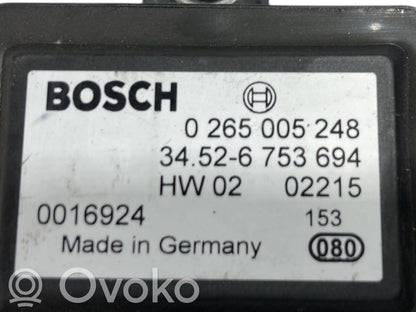 BOSCH
0 265 005 248
34.52-6 753 694
HW 02 02215
0016924 153
Made in Germany 080
Ovoko